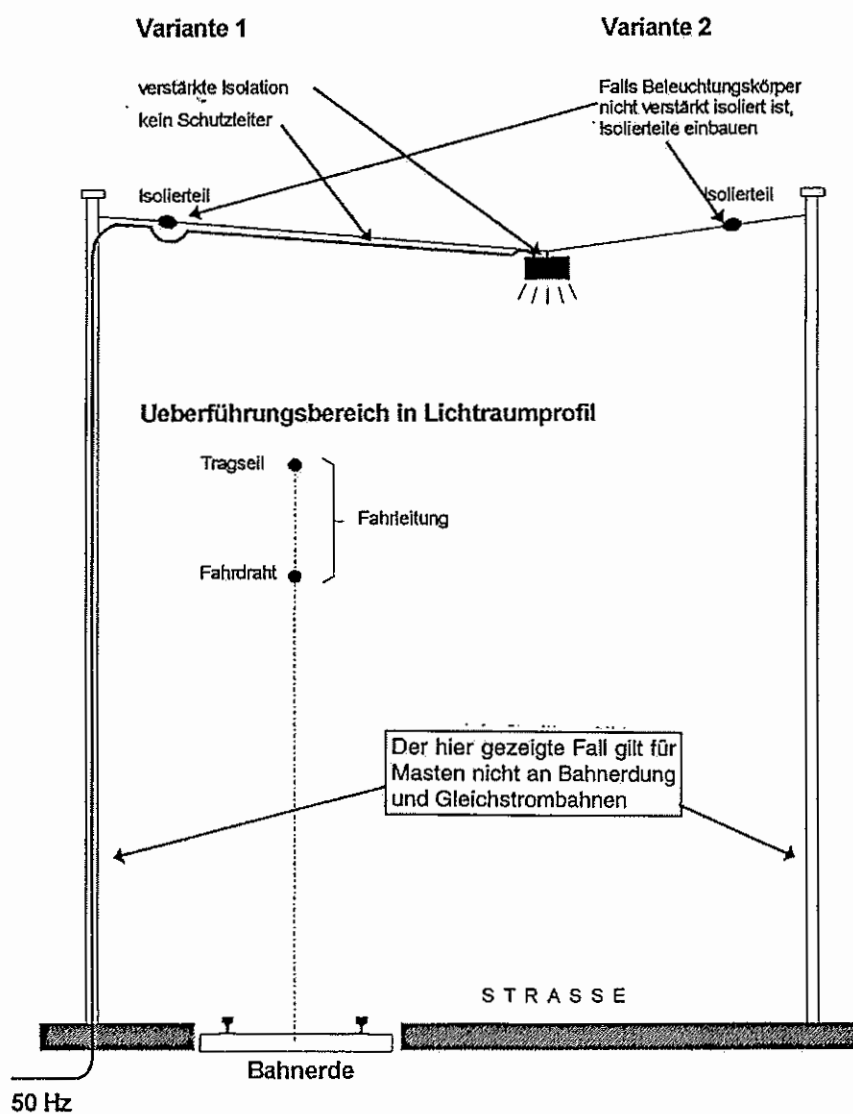 Variante 1
Variante 2
verstärkte Isolation
kein Schutzleiter
Falls Beleuchtungskörper
nicht verstärkt isoliert ist,
Isolierteile einbauen
Isolierteil
Isolierteil
Ueberführungsbereich in Lichtraumprofil
Tragseil
Fahrleitung
Fahrdraht
Der hier gezeigte Fall gilt für
Masten nicht an Bahnerdung
und Gleichstrombahnen
STRASSE
Bahnerde
50 Hz